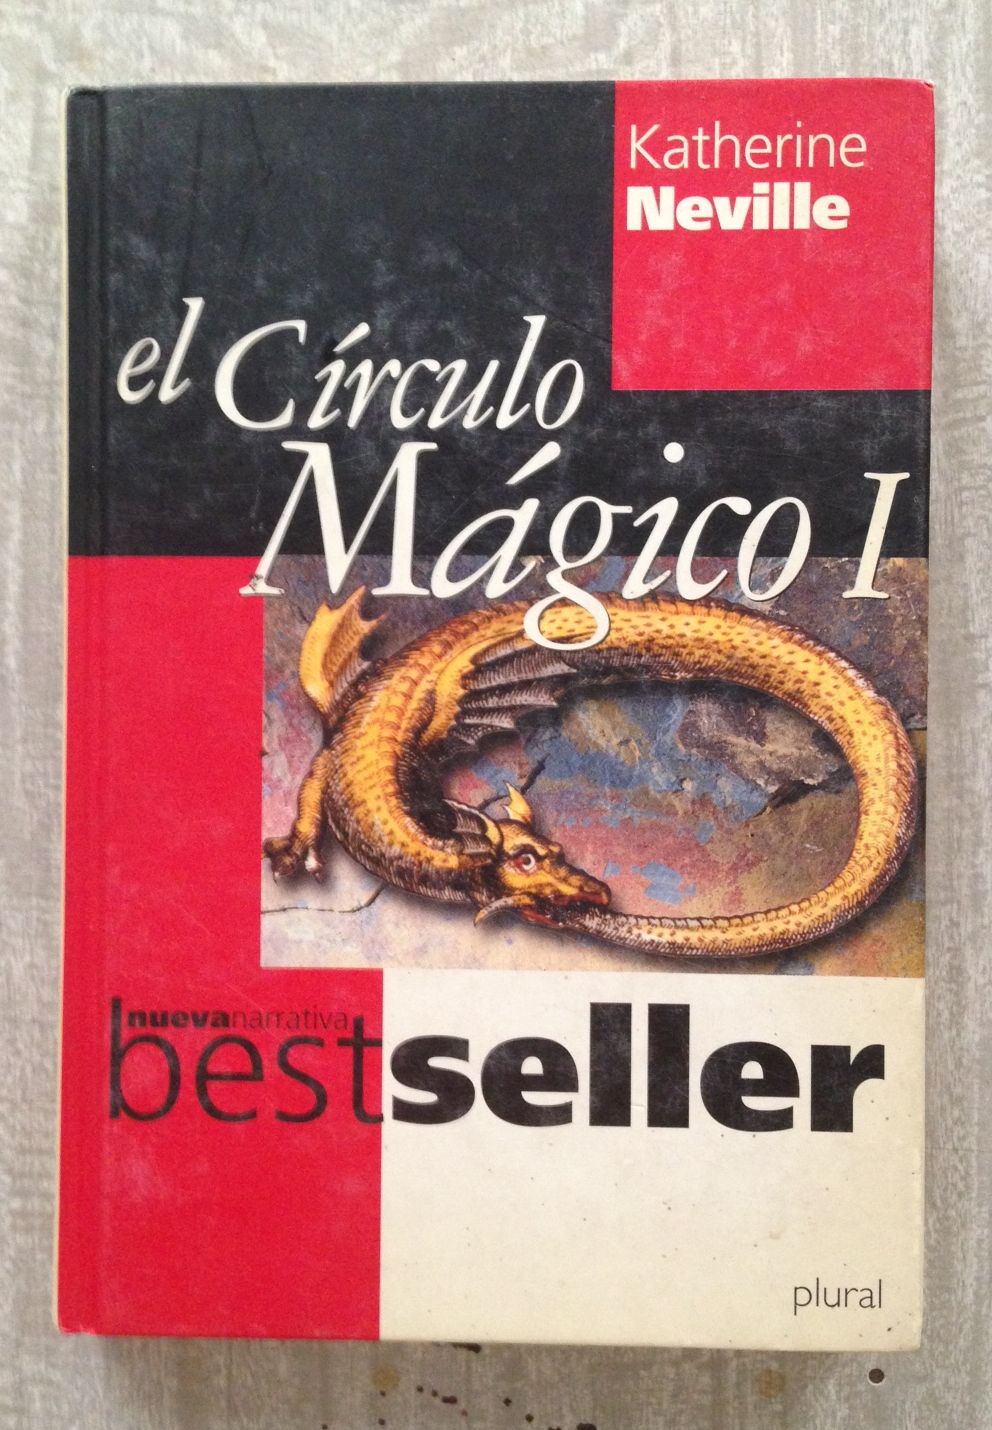 Katherine
Neville
el Círculo
Mágico I
nuevanarrativa
bestseller
plural